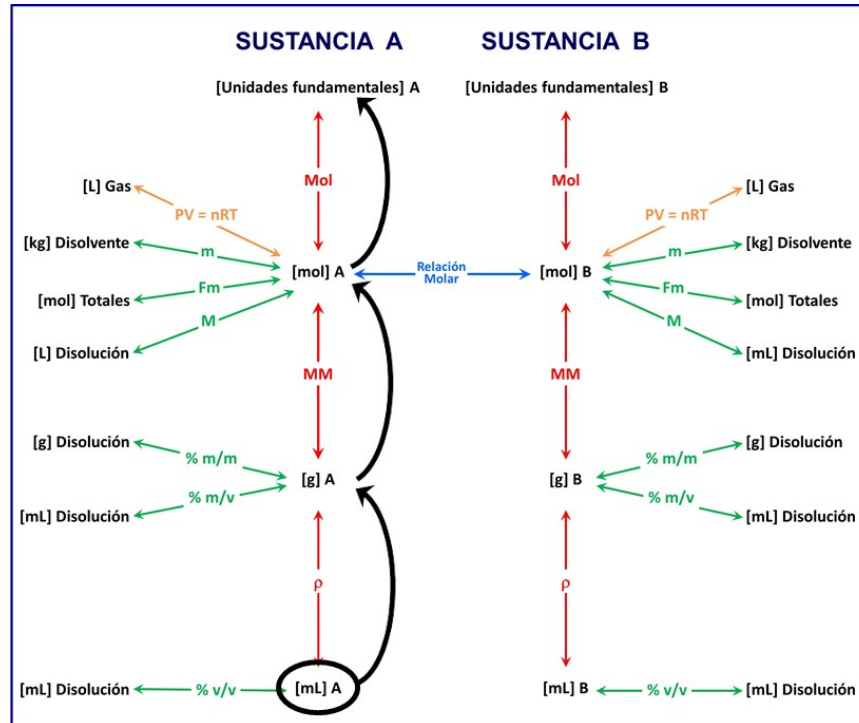 SUSTANCIA A SUSTANCIA B
[Unidades fundamentales] A [Unidades fundamentales] B
Mol Mol
[L] Gas [L] Gas
PV = nRT PV = nRT
[kg] Disolvente [kg] Disolvente
m m
[mol] A Relación Molar [mol] B
[mol] Totales Fm Fm [mol] Totales
M M
[L] Disolución [mL] Disolución
MM MM
[g] Disolución [g] Disolución
% m/m % m/m
[g] A [g] B
% m/v % m/v
[mL] Disolución [mL] Disolución
ρ ρ
[mL] Disolución % v/v [mL] A [mL] B % v/v [mL] Disolución